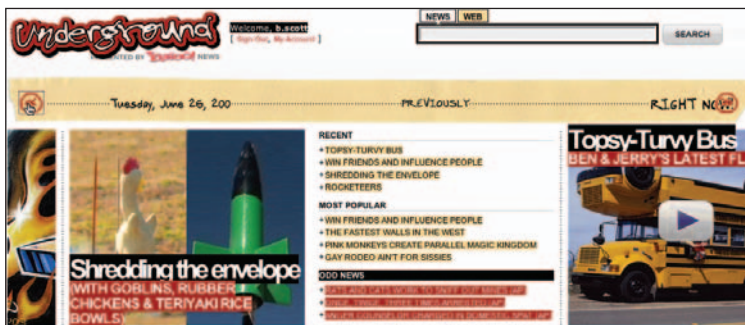 Underground
Welcome, b.scott
[ Sign Out, My Account ]
PRESENTED BY YAHOO! NEWS
NEWS WEB
SEARCH
Tuesday, June 26, 200
PREVIOUSLY
RIGHT NOW
Shredding the envelope
(WITH GOBLINS, RUBBER
CHICKENS & TERIYAKI RICE
BOWLS)
RECENT
+TOPSY-TURVY BUS
+WIN FRIENDS AND INFLUENCE PEOPLE
+SHREDDING THE ENVELOPE
+ROCKETEERS
MOST POPULAR
+WIN FRIENDS AND INFLUENCE PEOPLE
+THE FASTEST WALLS IN THE WEST
+PINK MONKEYS CREATE PARALLEL MAGIC KINGDOM
+GAY RODEO AIN'T FOR SISSIES
ODD NEWS
Topsy-Turvy Bus
BEN & JERRY'S LATEST FL